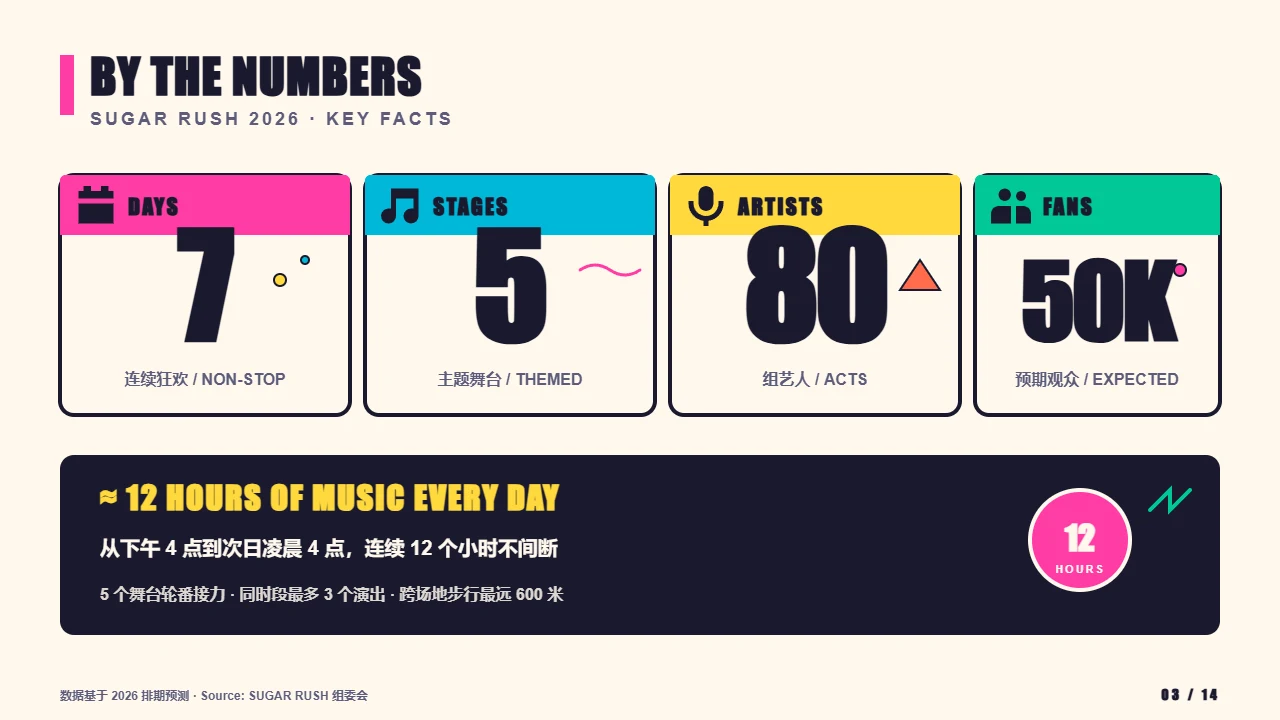 BY THE NUMBERS
SUGAR RUSH 2026 · KEY FACTS
DAYS
7
连续狂欢 / NON-STOP
STAGES
5
主题舞台 / THEMED
ARTISTS
80
组艺人 / ACTS
FANS
50K
预期观众 / EXPECTED
≈ 12 HOURS OF MUSIC EVERY DAY
从下午 4 点到次日凌晨 4 点，连续 12 个小时不间断
5 个舞台轮番接力 · 同时段最多 3 个演出 · 跨场地步行最远 600 米
12
HOURS
数据基于 2026 排期预测 · Source: SUGAR RUSH 组委会
03 / 14